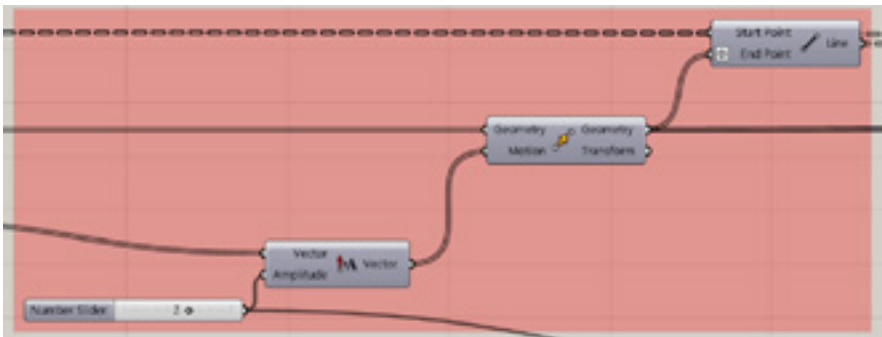 Start Point
End Point
Line
Geometry
Motion
Geometry
Transform
Vector
Amplitude
Vector
Number Slider
2